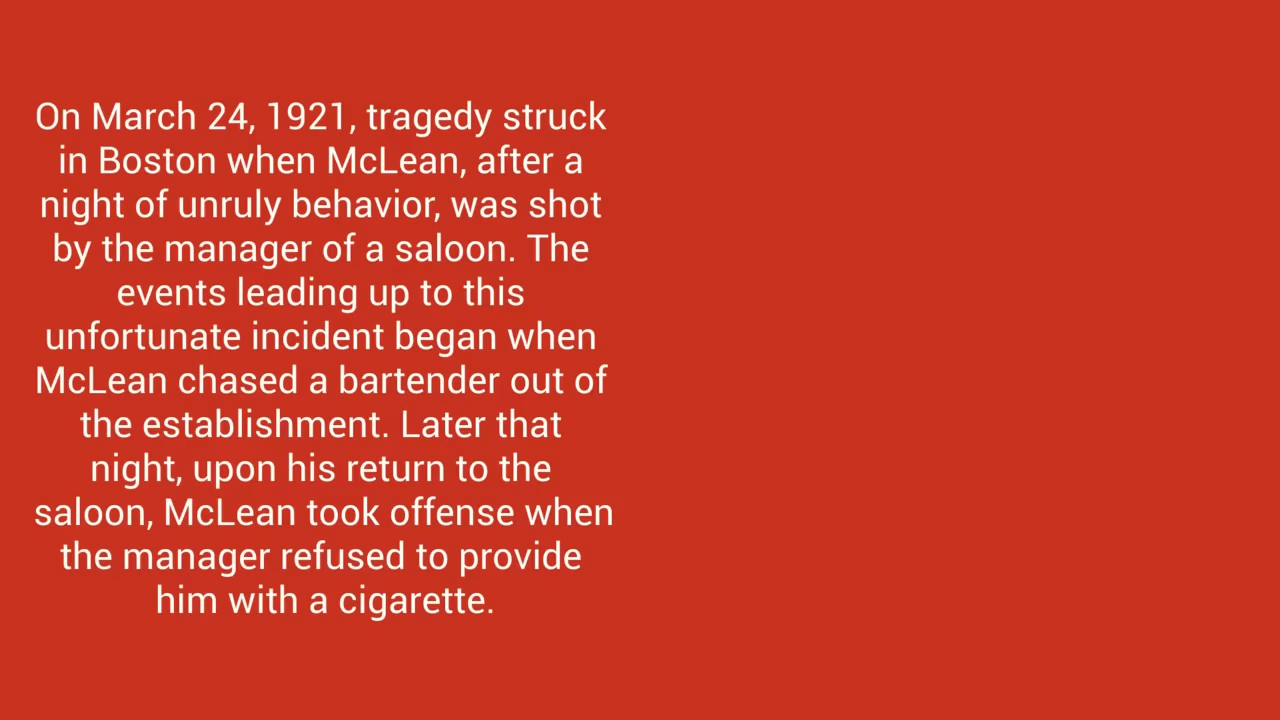 On March 24, 1921, tragedy struck
in Boston when McLean, after a
night of unruly behavior, was shot
by the manager of a saloon. The
events leading up to this
unfortunate incident began when
McLean chased a bartender out of
the establishment. Later that
night, upon his return to the
saloon, McLean took offense when
the manager refused to provide
him with a cigarette.